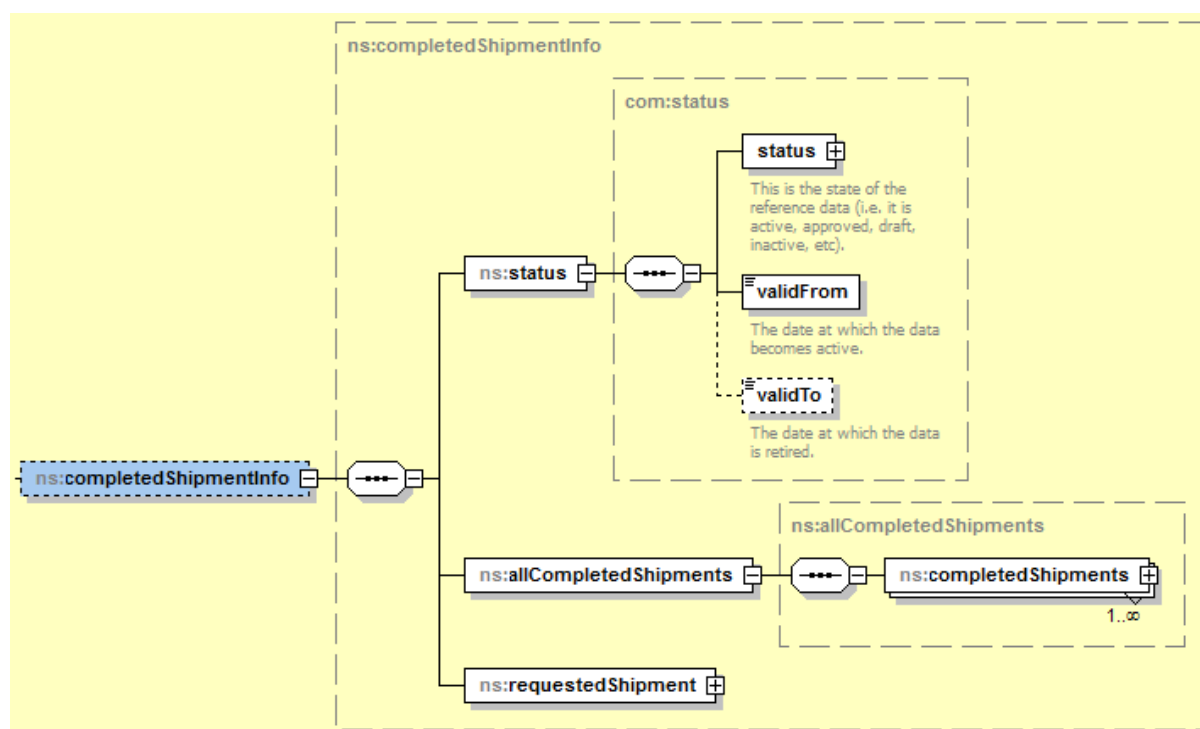 ns:completedShipmentInfo
com:status
status
This is the state of the
reference data (i.e. it is
active, approved, draft,
inactive, etc).
ns:status
validFrom
The date at which the data
becomes active.
validTo
The date at which the data
is retired.
ns:completedShipmentInfo
ns:allCompletedShipments
ns:allCompletedShipments
ns:completedShipments
1..∞
ns:requestedShipment